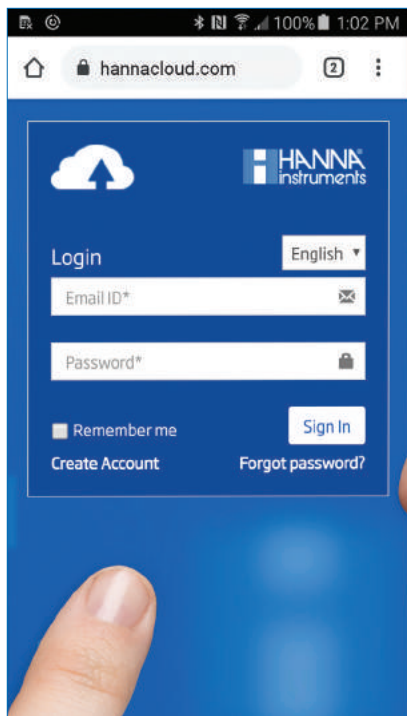 100% 1:02 PM
hannacloud.com 2
HANNA
instruments
Login English
Email ID*
Password*
Remember me Sign In
Create Account Forgot password?